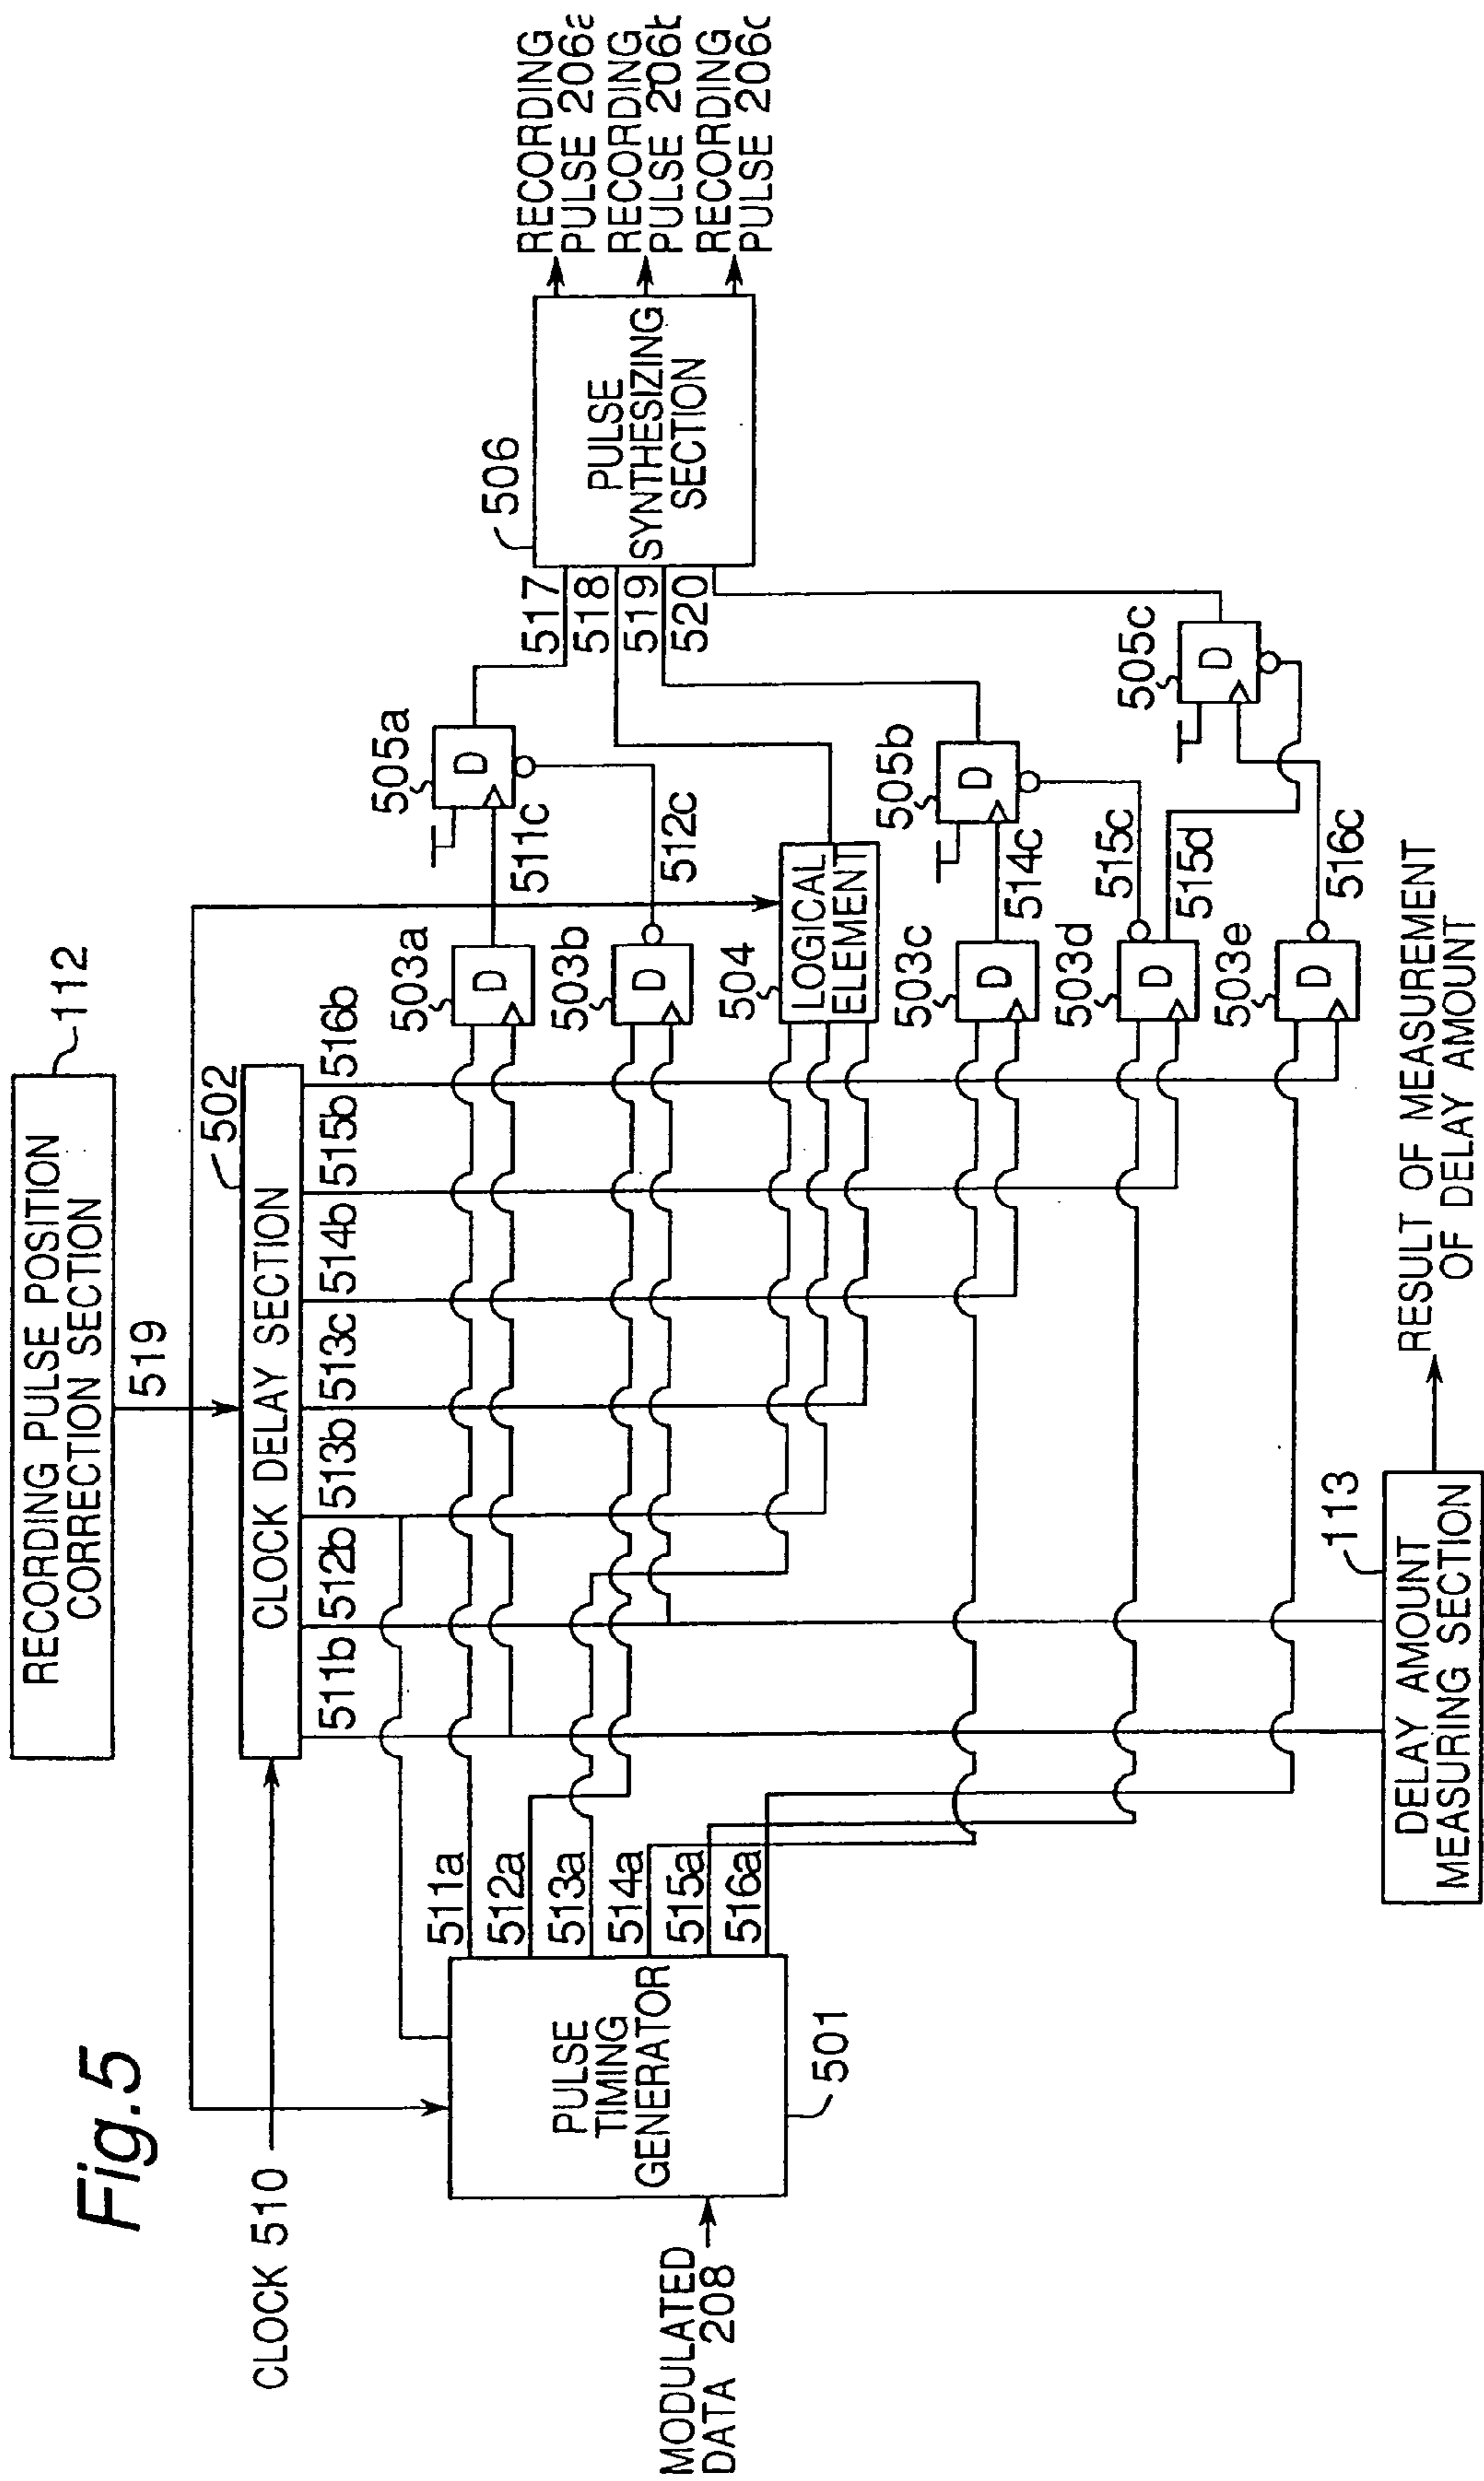 Fig.5
RECORDING PULSE POSITION
CORRECTION SECTION
112
519
CLOCK 510
CLOCK DELAY SECTION
502
511b
512b
513b
513c
514b
515b
516b
MODULATED
DATA 208
PULSE
TIMING
GENERATOR
501
511a
512a
513a
514a
515a
516a
503a
D
511c
505a
D
503b
D
512c
504
LOGICAL
ELEMENT
503c
D
514c
505b
D
503d
D
515c
515d
503e
D
516c
505c
D
517
518
519
520
506
PULSE
SYNTHESIZING
SECTION
RECORDING
PULSE 206a
RECORDING
PULSE 206b
RECORDING
PULSE 206c
DELAY AMOUNT
MEASURING SECTION
113
RESULT OF MEASUREMENT
OF DELAY AMOUNT